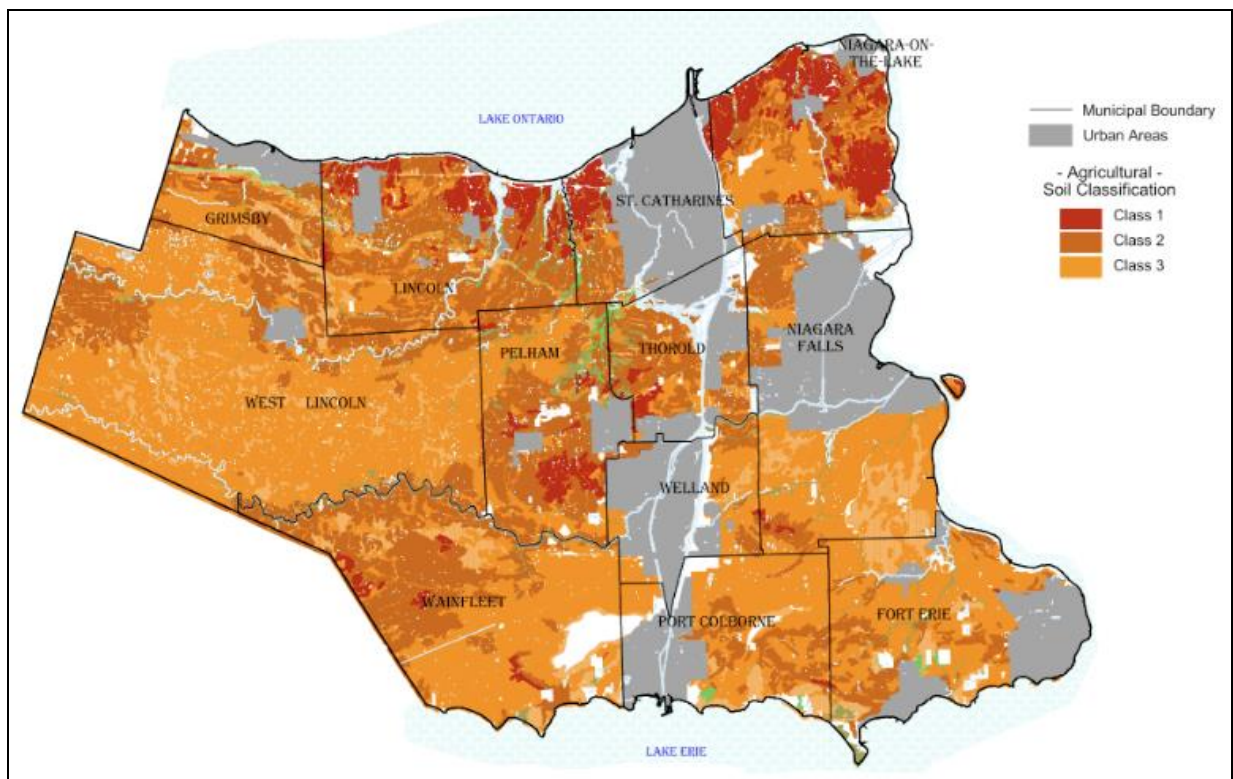 NIAGARA-ON-
THE-LAKE
LAKE ONTARIO
Municipal Boundary
Urban Areas
- Agricultural -
Soil Classification
Class 1
Class 2
Class 3
GRIMSBY
ST. CATHARINES
LINCOLN
NIAGARA
FALLS
PELHAM
THOROLD
WEST LINCOLN
WELLAND
WAINFLEET
PORT COLBORNE
FORT ERIE
LAKE ERIE